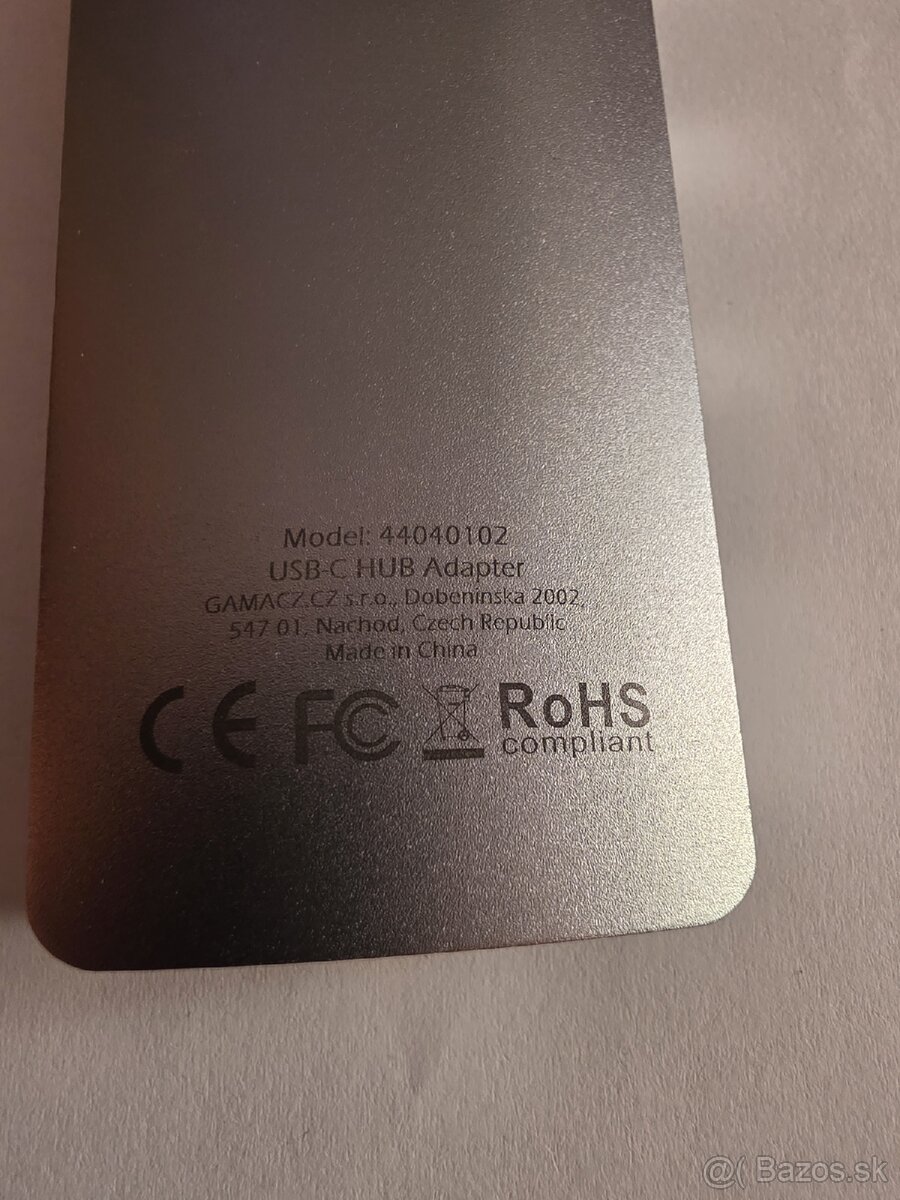 Model: 44040102
USB-C HUB Adapter
GAMACZ.CZ s.r.o., Dobeninska 2002,
547 01, Nachod, Czech Republic
Made in China
CE FC RoHS
compliant
@( Bazos.sk